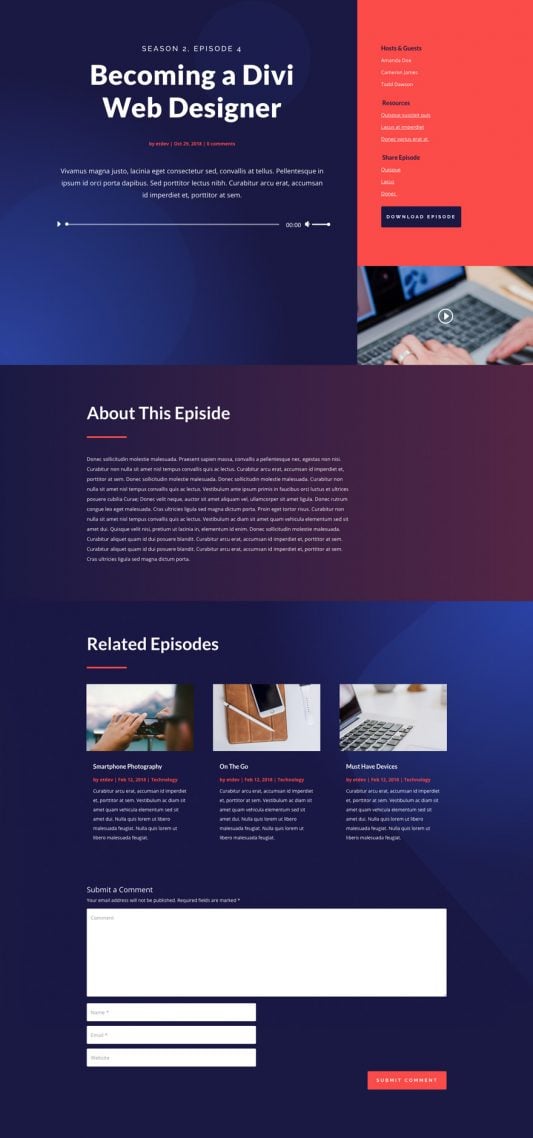 SEASON 2, EPISODE 4
Becoming a Divi
Web Designer
by etdev | Oct 29, 2018 | 0 comments
Vivamus magna justo, lacinia eget consectetur sed, convallis at tellus. Pellentesque in
ipsum id orci porta dapibus. Sed porttitor lectus nibh. Curabitur arcu erat, accumsan
id imperdiet et, porttitor at sem.
00:00
Hosts & Guests
Amanda Doe
Cameron James
Todd Dawson
Resources
Quisque suscipit quis
Lacus at imperdiet
Donec varius erat at
Share Episode
Quisque
Lacus
Donec
DOWNLOAD EPISODE
About This Episide
Donec sollicitudin molestie malesuada. Praesent sapien massa, convallis a pellentesque nec, egestas non nisi.
Curabitur non nulla sit amet nisl tempus convallis quis ac lectus. Curabitur arcu erat, accumsan id imperdiet et,
porttitor at sem. Donec sollicitudin molestie malesuada. Donec sollicitudin molestie malesuada. Curabitur non
nulla sit amet nisl tempus convallis quis ac lectus. Vestibulum ante ipsum primis in faucibus orci luctus et ultrices
posuere cubilia Curae; Donec velit neque, auctor sit amet aliquam vel, ullamcorper sit amet ligula. Donec rutrum
congue leo eget malesuada. Cras ultricies ligula sed magna dictum porta. Proin eget tortor risus. Curabitur non
nulla sit amet nisl tempus convallis quis ac lectus. Vestibulum ac diam sit amet quam vehicula elementum sed sit
amet dui. Quisque velit nisi, pretium ut lacinia in, elementum id enim. Donec sollicitudin molestie malesuada.
Curabitur aliquet quam id dui posuere blandit. Curabitur arcu erat, accumsan id imperdiet et, porttitor at sem.
Curabitur aliquet quam id dui posuere blandit. Curabitur arcu erat, accumsan id imperdiet et, porttitor at sem.
Cras ultricies ligula sed magna dictum porta.
Related Episodes
Smartphone Photography
by etdev | Feb 12, 2018 | Technology
Curabitur arcu erat, accumsan id imperdiet
et, porttitor at sem. Vestibulum ac diam sit
amet quam vehicula elementum sed sit
amet dui. Nulla quis lorem ut libero
malesuada feugiat. Nulla quis lorem ut
libero malesuada feugiat.
On The Go
by etdev | Feb 12, 2018 | Technology
Curabitur arcu erat, accumsan id imperdiet
et, porttitor at sem. Vestibulum ac diam sit
amet quam vehicula elementum sed sit
amet dui. Nulla quis lorem ut libero
malesuada feugiat. Nulla quis lorem ut
libero malesuada feugiat.
Must Have Devices
by etdev | Feb 12, 2018 | Technology
Curabitur arcu erat, accumsan id imperdiet
et, porttitor at sem. Vestibulum ac diam sit
amet quam vehicula elementum sed sit
amet dui. Nulla quis lorem ut libero
malesuada feugiat. Nulla quis lorem ut
libero malesuada feugiat.
Submit a Comment
Your email address will not be published. Required fields are marked *
Comment
Name *
Email *
Website
SUBMIT COMMENT